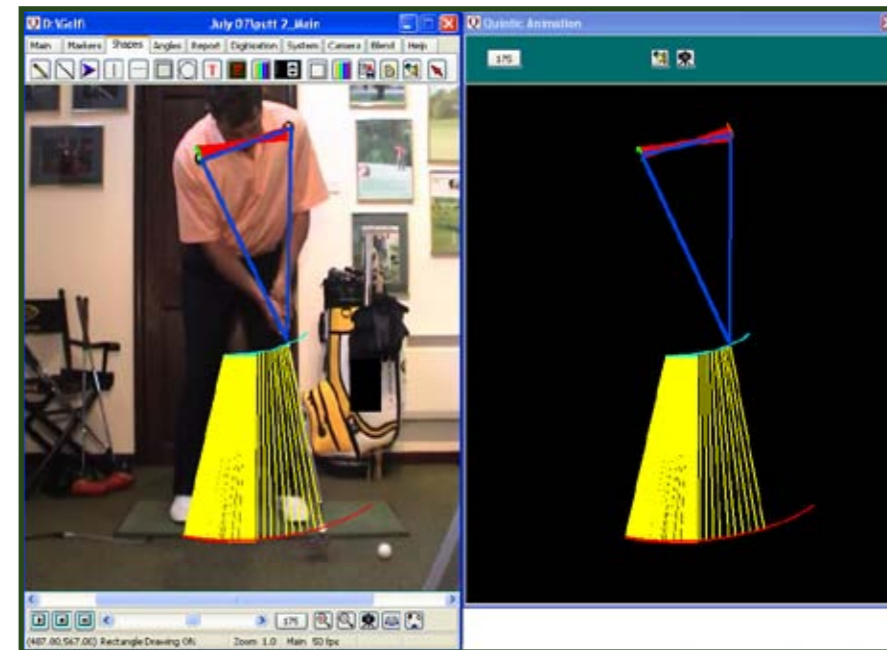 D:\Golf\ July 07\putt 2_Main
Quintic Animation
Main Markers Shapes Angles Report Digitisation System Camera Blend Help
T
175
175
(487.00,567.00) Rectangle Drawing ON: Zoom 1.0 Main 50 fps